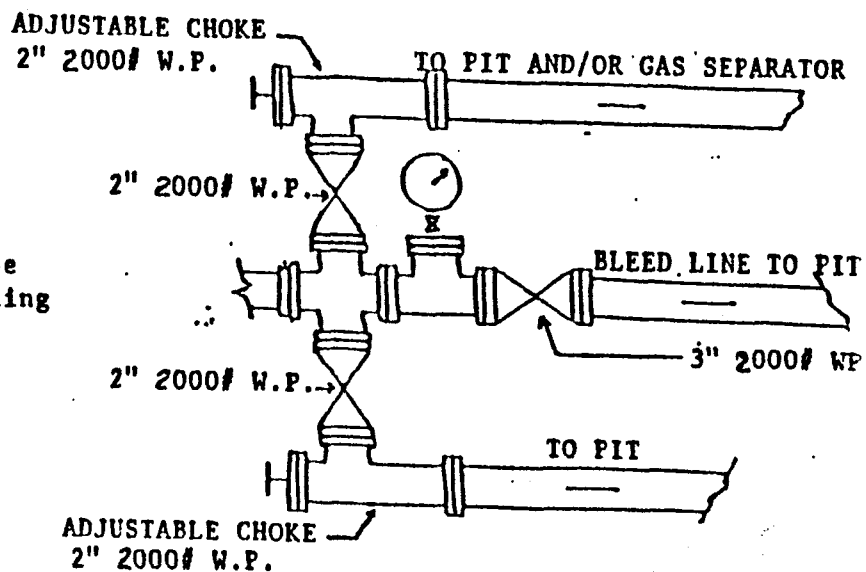 ADJUSTABLE CHOKE
2" 2000# W.P.
TO PIT AND/OR GAS SEPARATOR
2" 2000# W.P.
BLEED LINE TO PIT
3" 2000# WP
2" 2000# W.P.
TO PIT
ADJUSTABLE CHOKE
2" 2000# W.P.